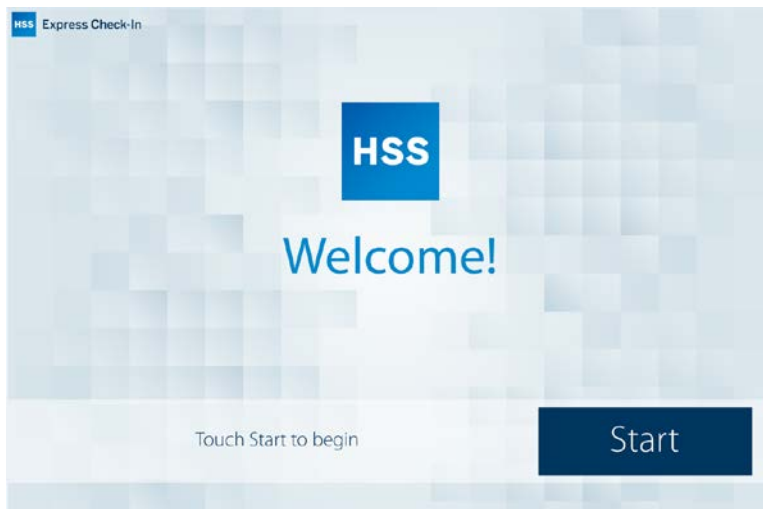 HSS Express Check-In
HSS
Welcome!
Touch Start to begin
Start